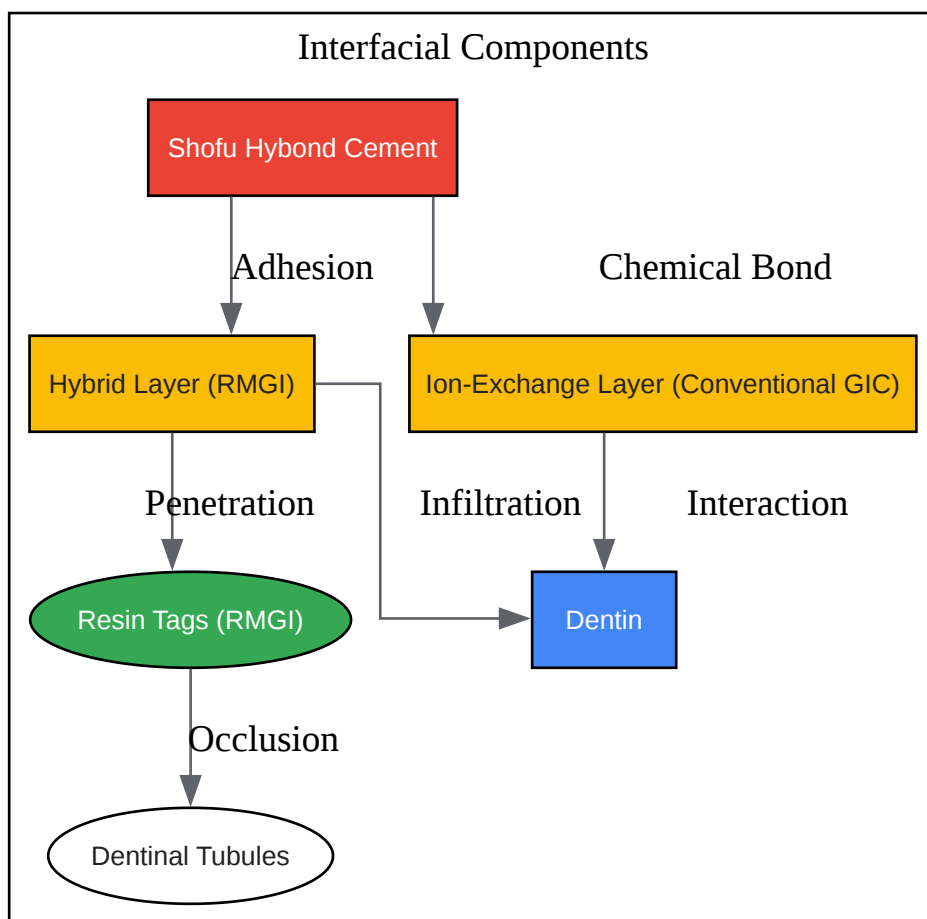 Interfacial Components
Shofu Hybond Cement
Adhesion
Chemical Bond
Hybrid Layer (RMGI)
Ion-Exchange Layer (Conventional GIC)
Penetration
Infiltration
Interaction
Resin Tags (RMGI)
Dentin
Occlusion
Dentinal Tubules